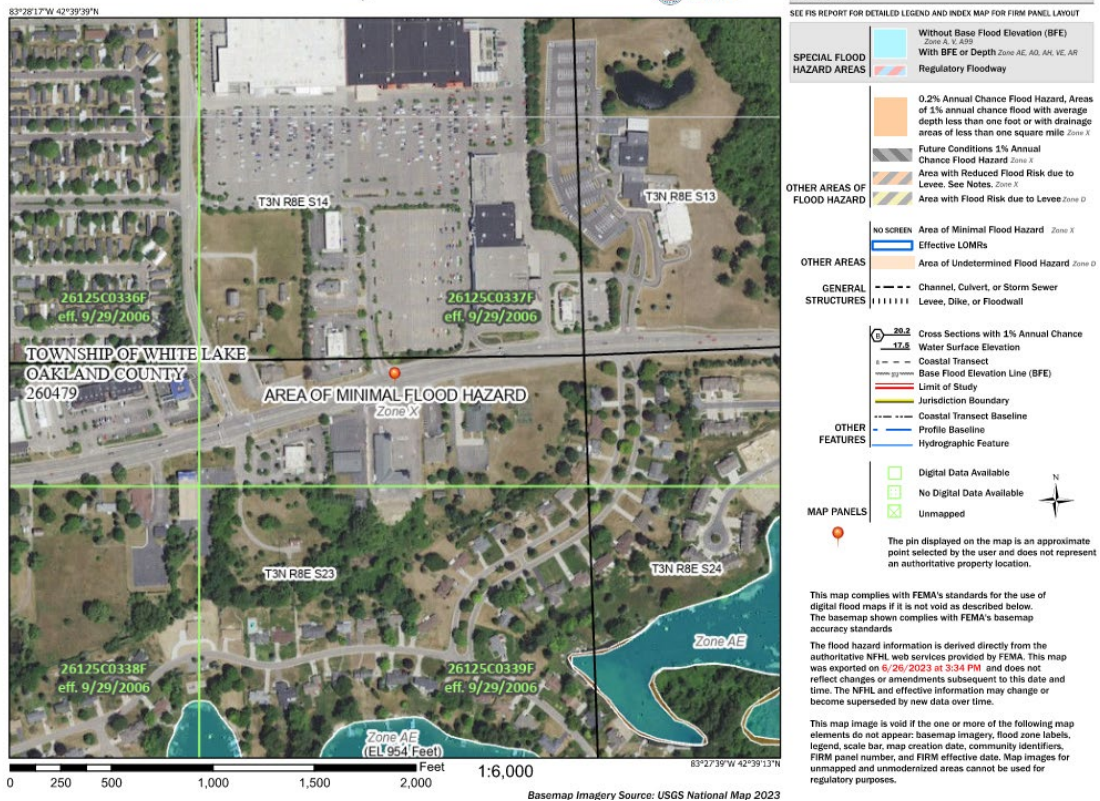 83°28'17"W 42°39'39"N
T3N R8E S14
T3N R8E S13
26125C0336F
eff. 9/29/2006
26125C0337F
eff. 9/29/2006
TOWNSHIP OF WHITE LAKE
OAKLAND COUNTY
260479
AREA OF MINIMAL FLOOD HAZARD
Zone X
T3N R8E S23
T3N R8E S24
Zone AE
26125C0338F
eff. 9/29/2006
26125C0339F
eff. 9/29/2006
Zone AE
(EL 954 Feet)
83°27'39"W 42°39'13"N
Feet
1:6,000
0 250 500 1,000 1,500 2,000
Basemap Imagery Source: USGS National Map 2023
SEE FIS REPORT FOR DETAILED LEGEND AND INDEX MAP FOR FIRM PANEL LAYOUT
SPECIAL FLOOD
HAZARD AREAS
Without Base Flood Elevation (BFE)
Zone A, V, A99
With BFE or Depth Zone AE, AO, AH, VE, AR
Regulatory Floodway
OTHER AREAS OF
FLOOD HAZARD
0.2% Annual Chance Flood Hazard, Areas
of 1% annual chance flood with average
depth less than one foot or with drainage
areas of less than one square mile Zone X
Future Conditions 1% Annual
Chance Flood Hazard Zone X
Area with Reduced Flood Risk due to
Levee. See Notes. Zone X
Area with Flood Risk due to Levee Zone D
OTHER AREAS
NO SCREEN Area of Minimal Flood Hazard Zone X
Effective LOMRs
Area of Undetermined Flood Hazard Zone D
GENERAL
STRUCTURES
Channel, Culvert, or Storm Sewer
Levee, Dike, or Floodwall
OTHER
FEATURES
B 20.2 Cross Sections with 1% Annual Chance
17.5 Water Surface Elevation
Coastal Transect
Base Flood Elevation Line (BFE)
Limit of Study
Jurisdiction Boundary
Coastal Transect Baseline
Profile Baseline
Hydrographic Feature
MAP PANELS
Digital Data Available
No Digital Data Available
Unmapped
N
The pin displayed on the map is an approximate
point selected by the user and does not represent
an authoritative property location.
This map complies with FEMA's standards for the use of
digital flood maps if it is not void as described below.
The basemap shown complies with FEMA's basemap
accuracy standards
The flood hazard information is derived directly from the
authoritative NFHL web services provided by FEMA. This map
was exported on 6/26/2023 at 3:34 PM and does not
reflect changes or amendments subsequent to this date and
time. The NFHL and effective information may change or
become superseded by new data over time.
This map image is void if the one or more of the following map
elements do not appear: basemap imagery, flood zone labels,
legend, scale bar, map creation date, community identifiers,
FIRM panel number, and FIRM effective date. Map images for
unmapped and unmodernized areas cannot be used for
regulatory purposes.